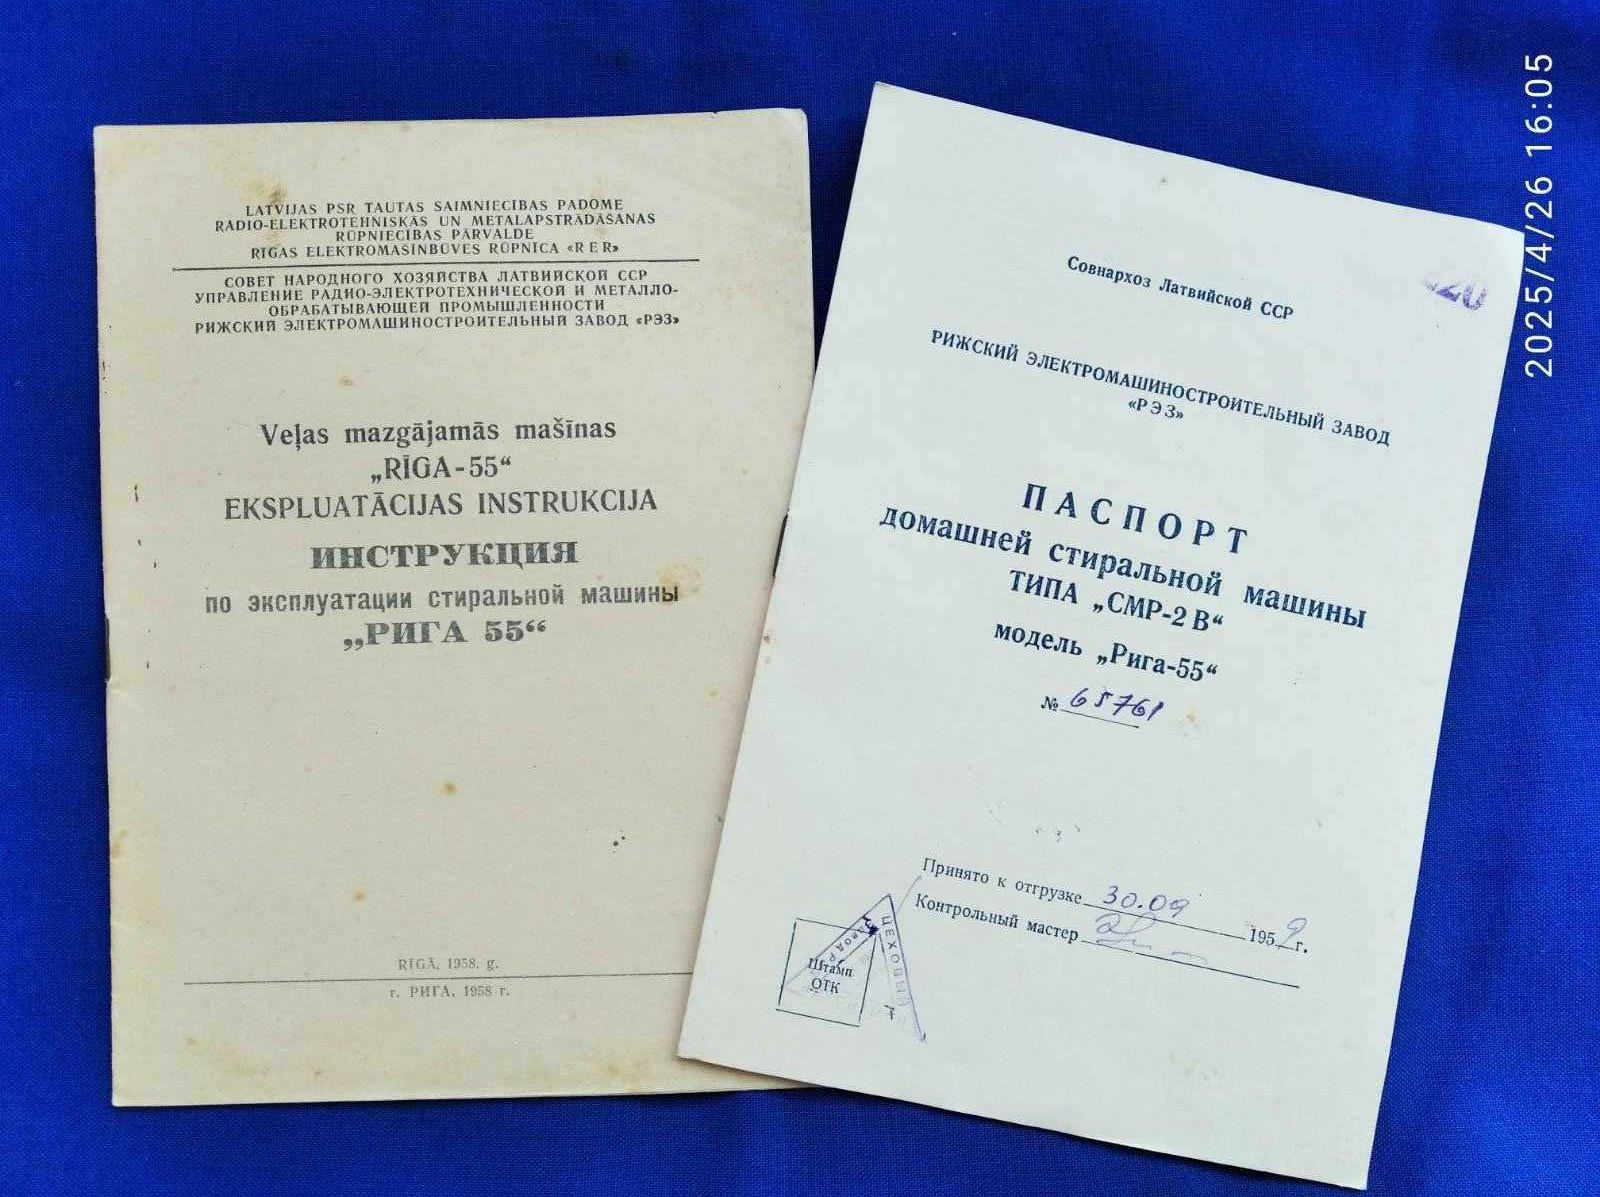 LATVIJAS PSR TAUTAS SAIMNIECĪBAS PADOME
RADIO-ELEKTROTEHNISKĀS UN METALAPSTRĀDĀŠANAS
RŪPNIECĪBAS PĀRVALDE
RĪGAS ELEKTROMAŠINBŪVES RŪPNĪCA «RER»
СОВЕТ НАРОДНОГО ХОЗЯЙСТВА ЛАТВИЙСКОЙ ССР
УПРАВЛЕНИЕ РАДИО-ЭЛЕКТРОТЕХНИЧЕСКОЙ И МЕТАЛЛО-
ОБРАБАТЫВАЮЩЕЙ ПРОМЫШЛЕННОСТИ
РИЖСКИЙ ЭЛЕКТРОМАШИНОСТРОИТЕЛЬНЫЙ ЗАВОД «РЭЗ»
Veļas mazgājamās mašīnas
„RĪGA-55“
EKSPLUATĀCIJAS INSTRUKCIJA
ИНСТРУКЦИЯ
по эксплуатации стиральной машины
„РИГА 55“
RĪGĀ, 1958. g.
г. РИГА, 1958 г.
Совнархоз Латвийской ССР
РИЖСКИЙ ЭЛЕКТРОМАШИНОСТРОИТЕЛЬНЫЙ ЗАВОД
«РЭЗ»
ПАСПОРТ
домашней стиральной машины
ТИПА „СМР-2 В“
модель „Рига-55“
№ 65761
Принято к отгрузке 30.09 1959 г.
Контрольный мастер
Штамп
ОТК
ЦЕХОВЫЙ
2025/4/26 16:05